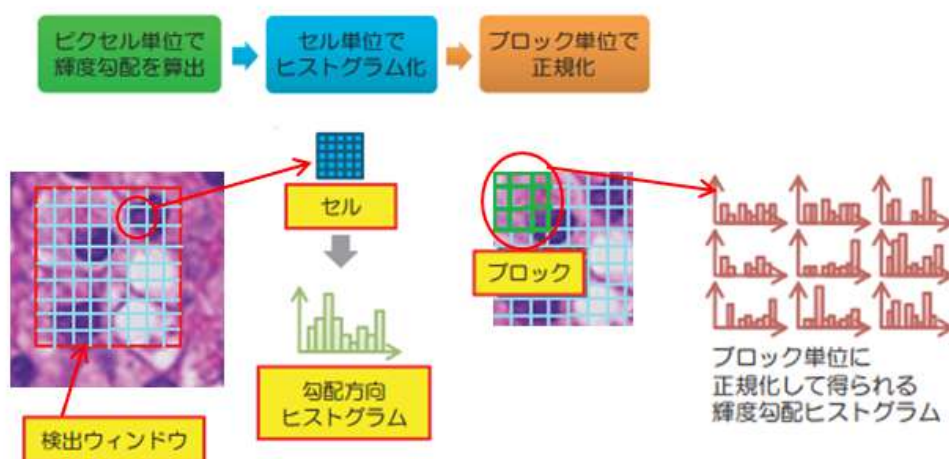 ピクセル単位で
輝度勾配を算出
セル単位で
ヒストグラム化
ブロック単位で
正規化
セル
ブロック
勾配方向
ヒストグラム
検出ウィンドウ
ブロック単位に
正規化して得られる
輝度勾配ヒストグラム